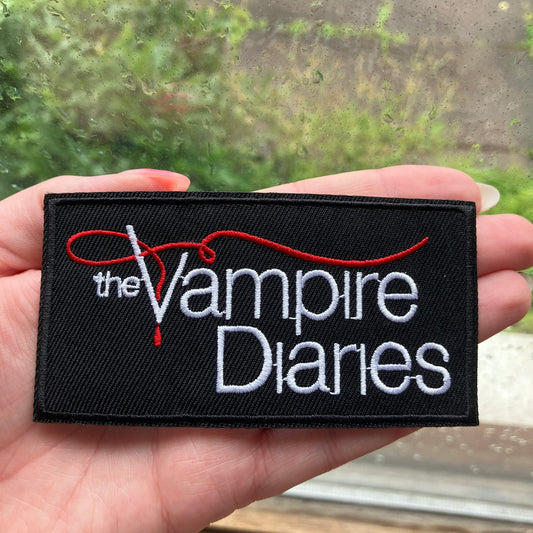 the Vampire
Diaries